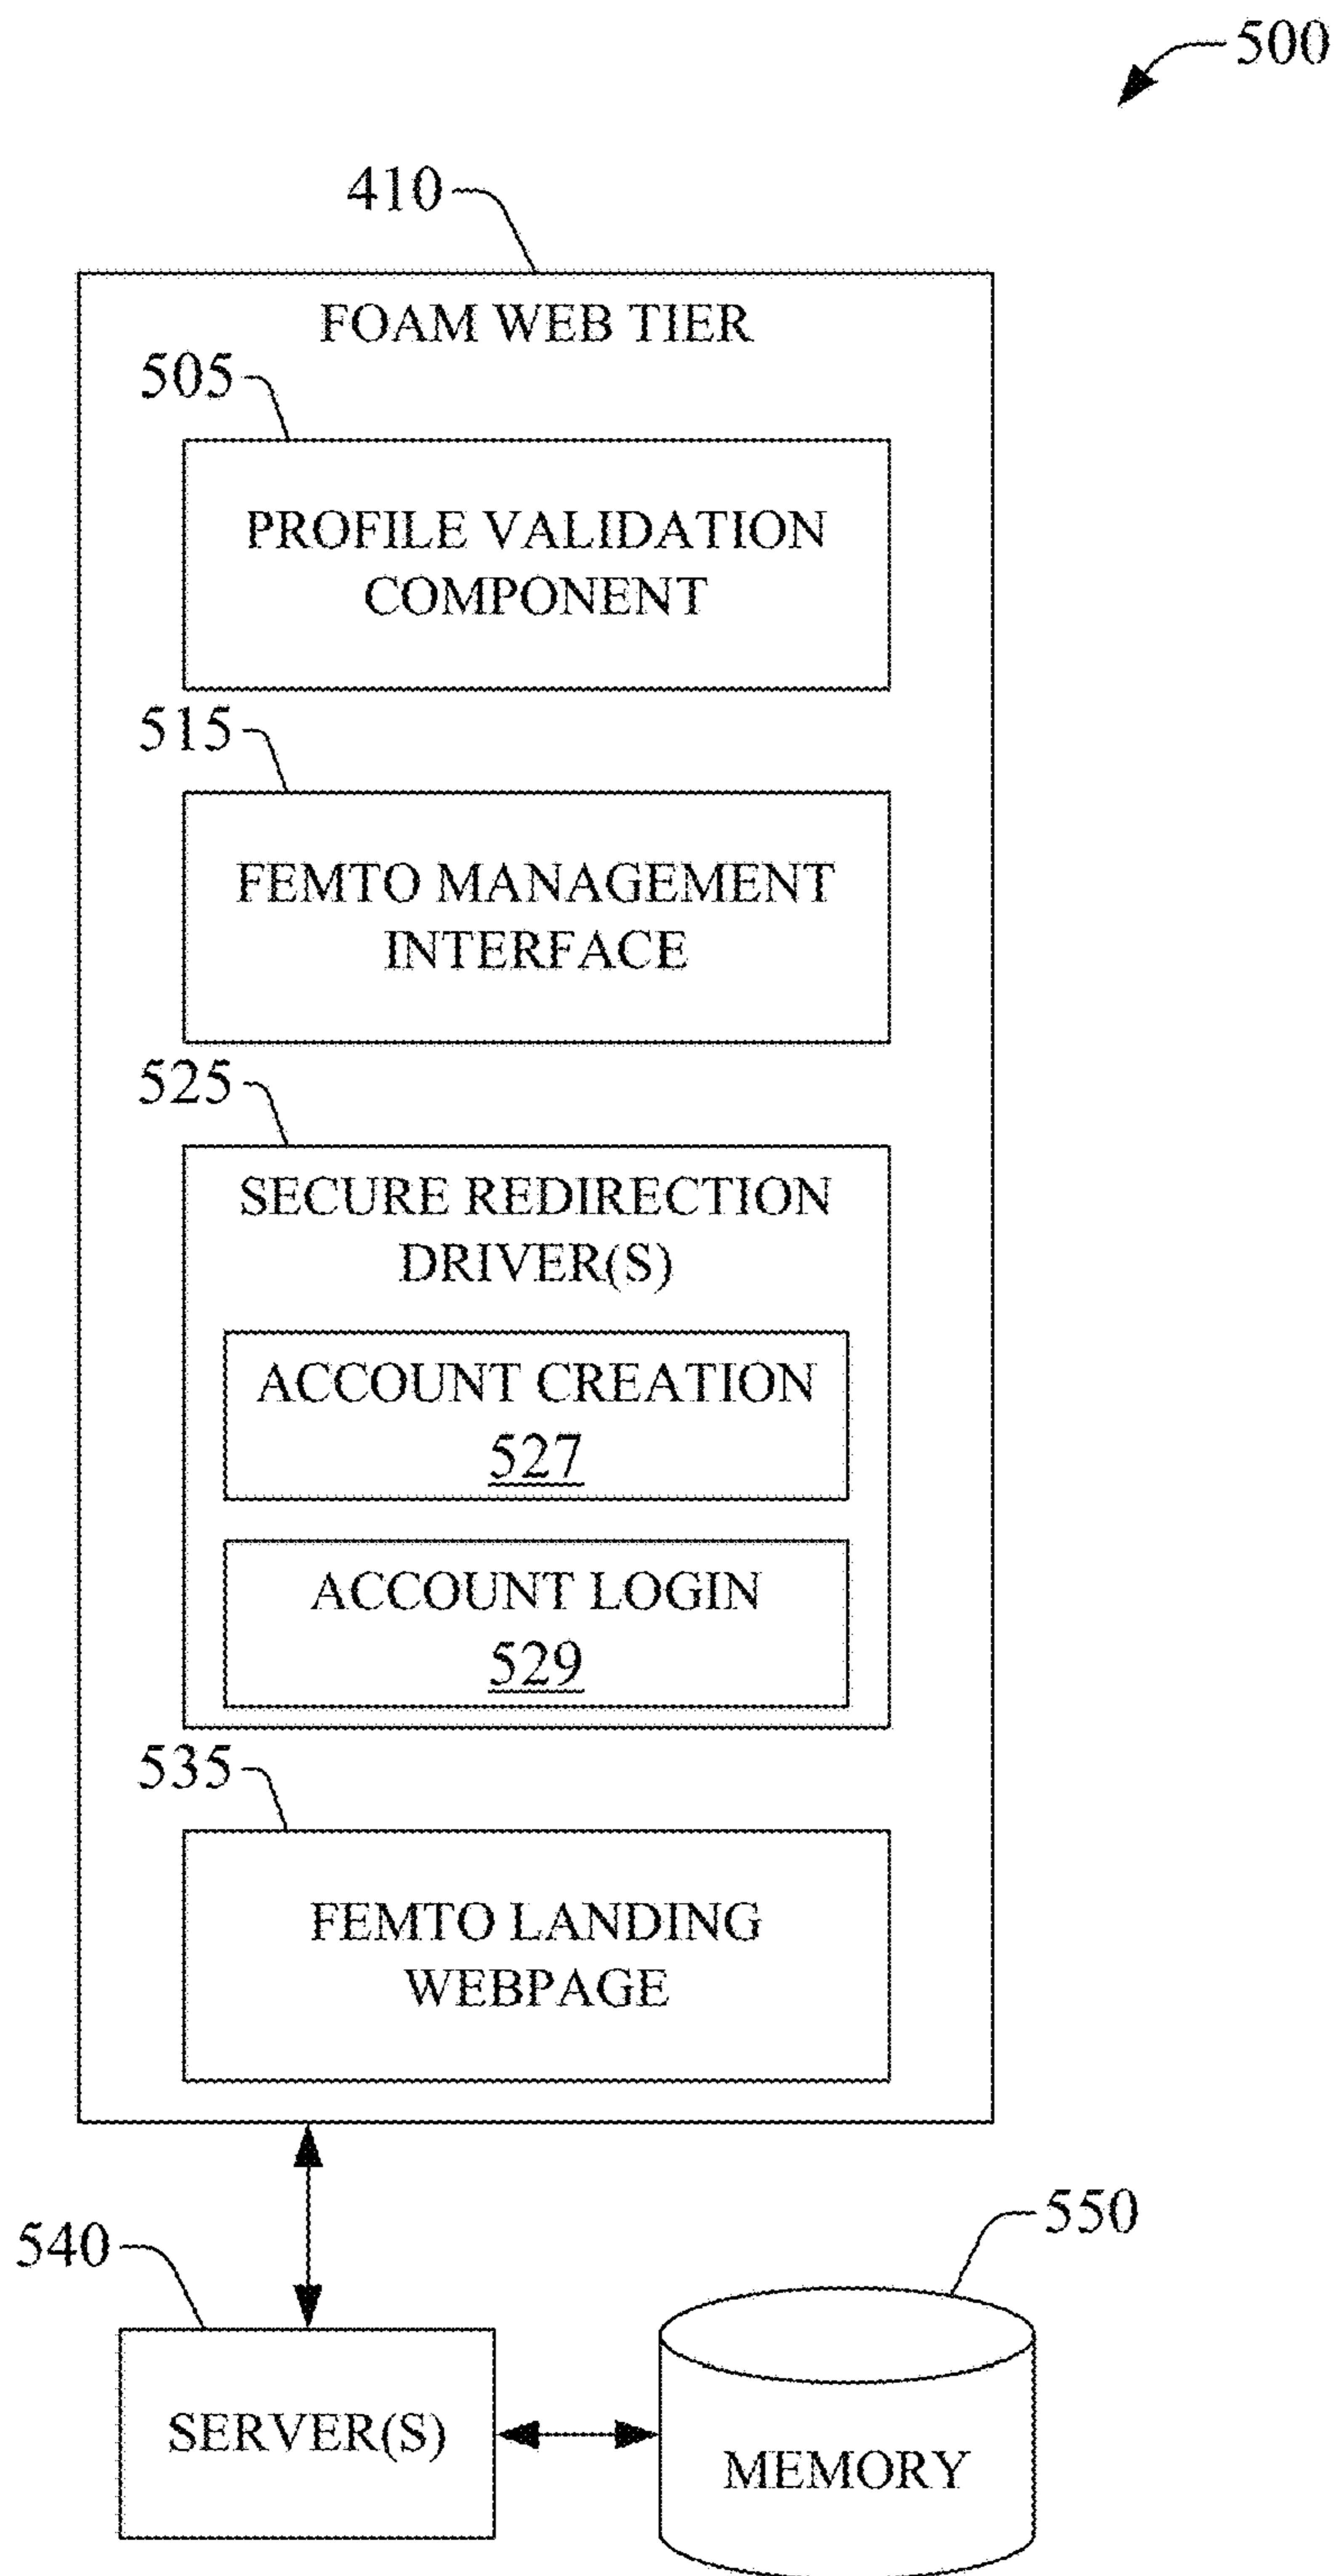 500
410
FOAM WEB TIER
505
PROFILE VALIDATION
COMPONENT
515
FEMTO MANAGEMENT
INTERFACE
525
SECURE REDIRECTION
DRIVER(S)
ACCOUNT CREATION
527
ACCOUNT LOGIN
529
535
FEMTO LANDING
WEBPAGE
540
550
SERVER(S)
MEMORY